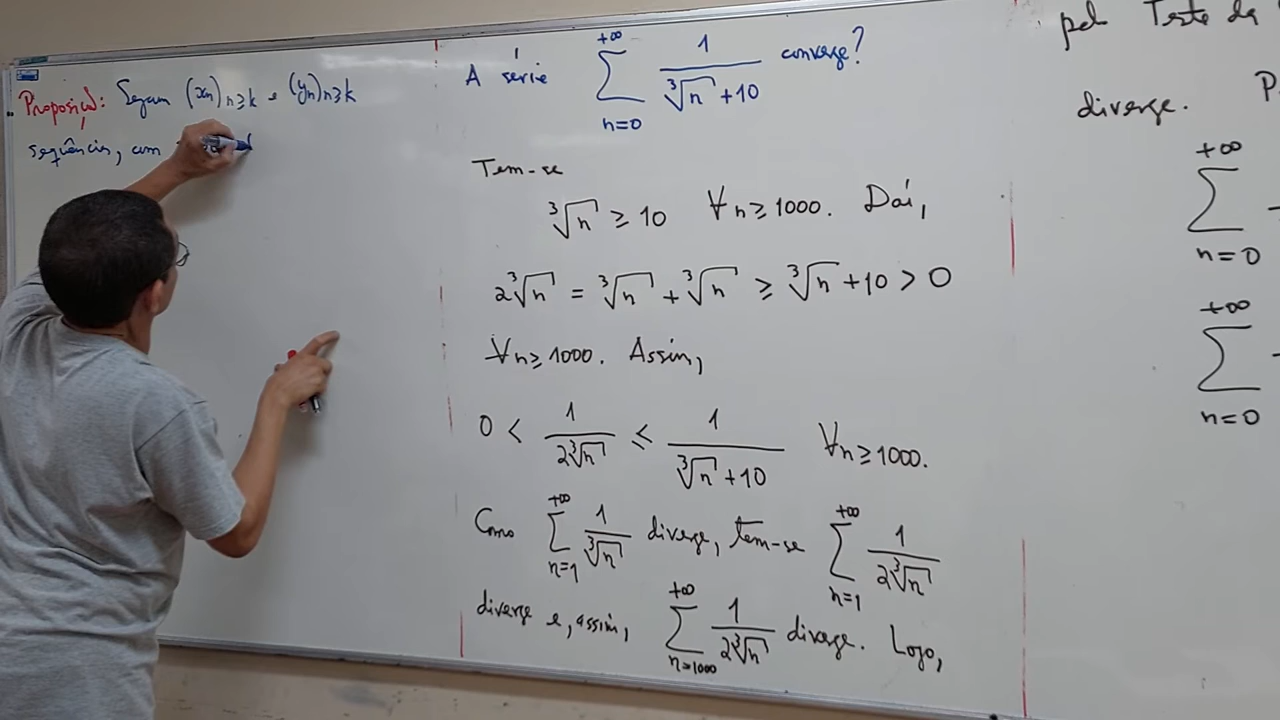 Proposição: Sejam (xn)n≥k e (yn)n≥k
sequências, com
A série ∑_{n=0}^{+∞} 1/(∛n + 10) converge?
Tem-se
∛n ≥ 10 ∀n ≥ 1000. Daí,
2∛n = ∛n + ∛n ≥ ∛n + 10 > 0
∀n ≥ 1000. Assim,
0 < 1/(2∛n) ≤ 1/(∛n + 10) ∀n ≥ 1000.
Como ∑_{n=1}^{+∞} 1/∛n diverge, tem-se ∑_{n=1}^{+∞} 1/(2∛n)
diverge e, assim, ∑_{n=1000}^{+∞} 1/(2∛n) diverge. Logo,
pelo Teste da
diverge. P
∑_{n=0}^{+∞}
∑_{n=0}^{+∞}